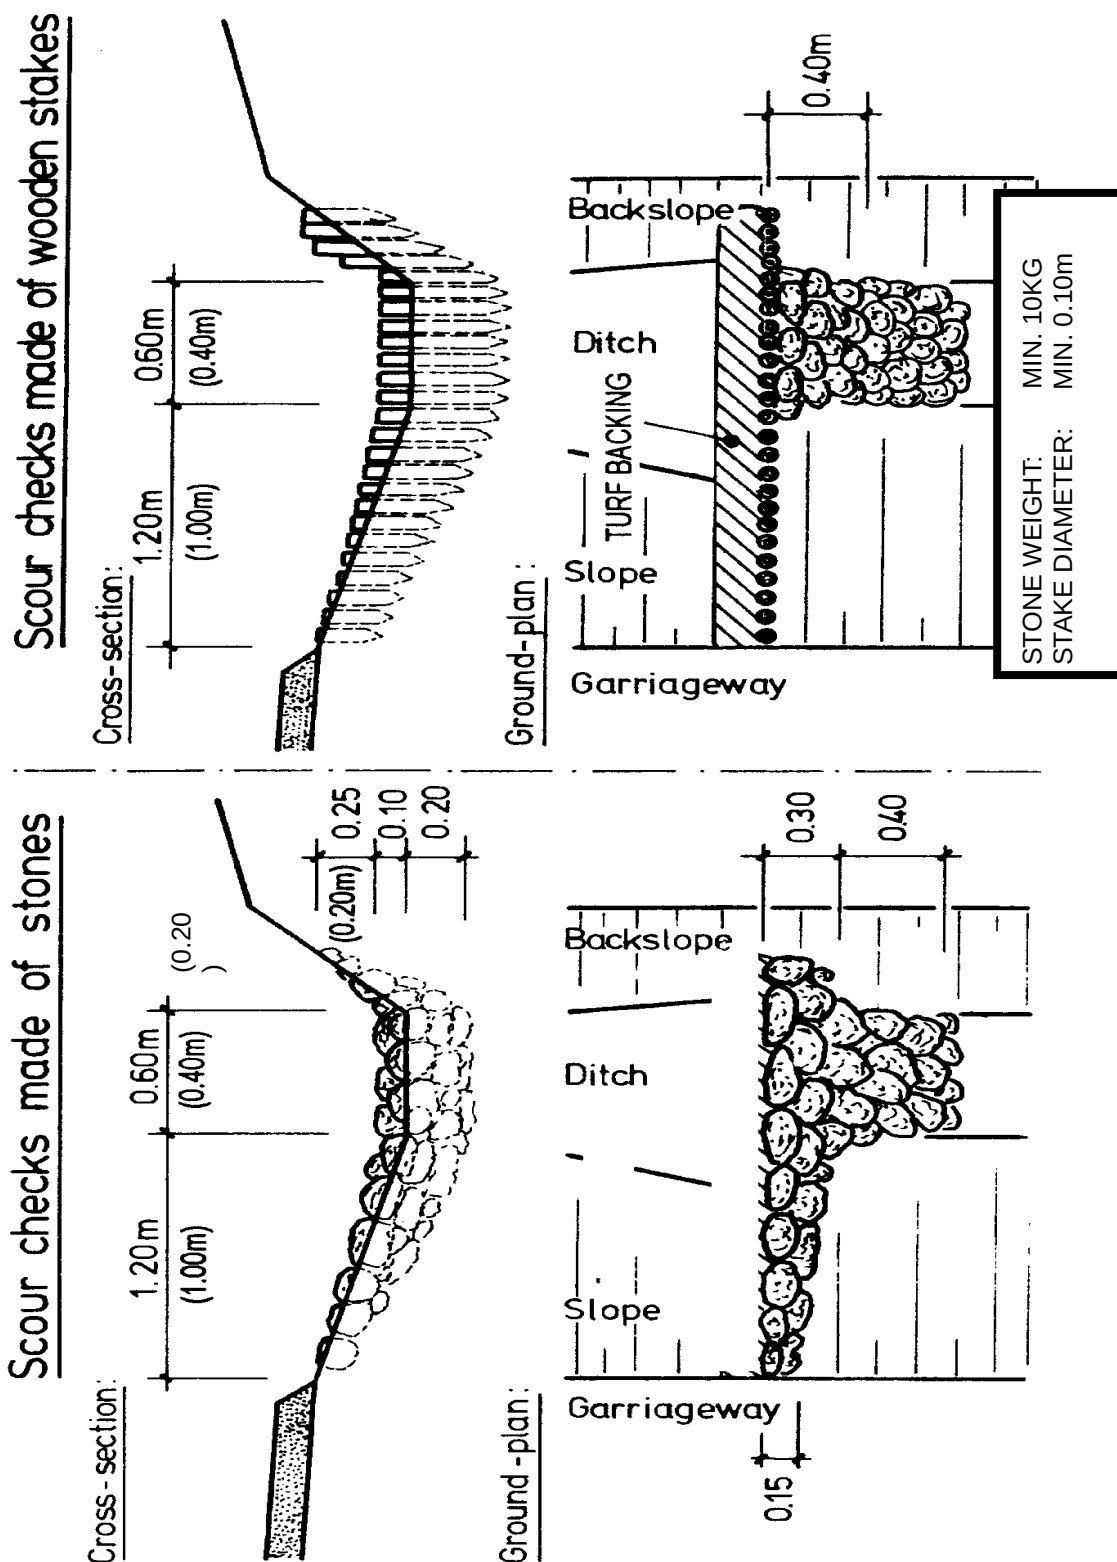 Scour checks made of stones
Cross-section:
1.20m
(1.00m)
0.60m
(0.40m)
(0.20
)
(0.20m)
0.25
0.10
0.20
Ground-plan:
Garriageway
Slope
Ditch
Backslope
0.15
0.30
0.40
Scour checks made of wooden stakes
Cross-section:
1.20m
(1.00m)
0.60m
(0.40m)
Ground-plan:
Garriageway
Slope
TURF BACKING
Ditch
Backslope
0.40m
STONE WEIGHT: MIN. 10KG
STAKE DIAMETER: MIN. 0.10m